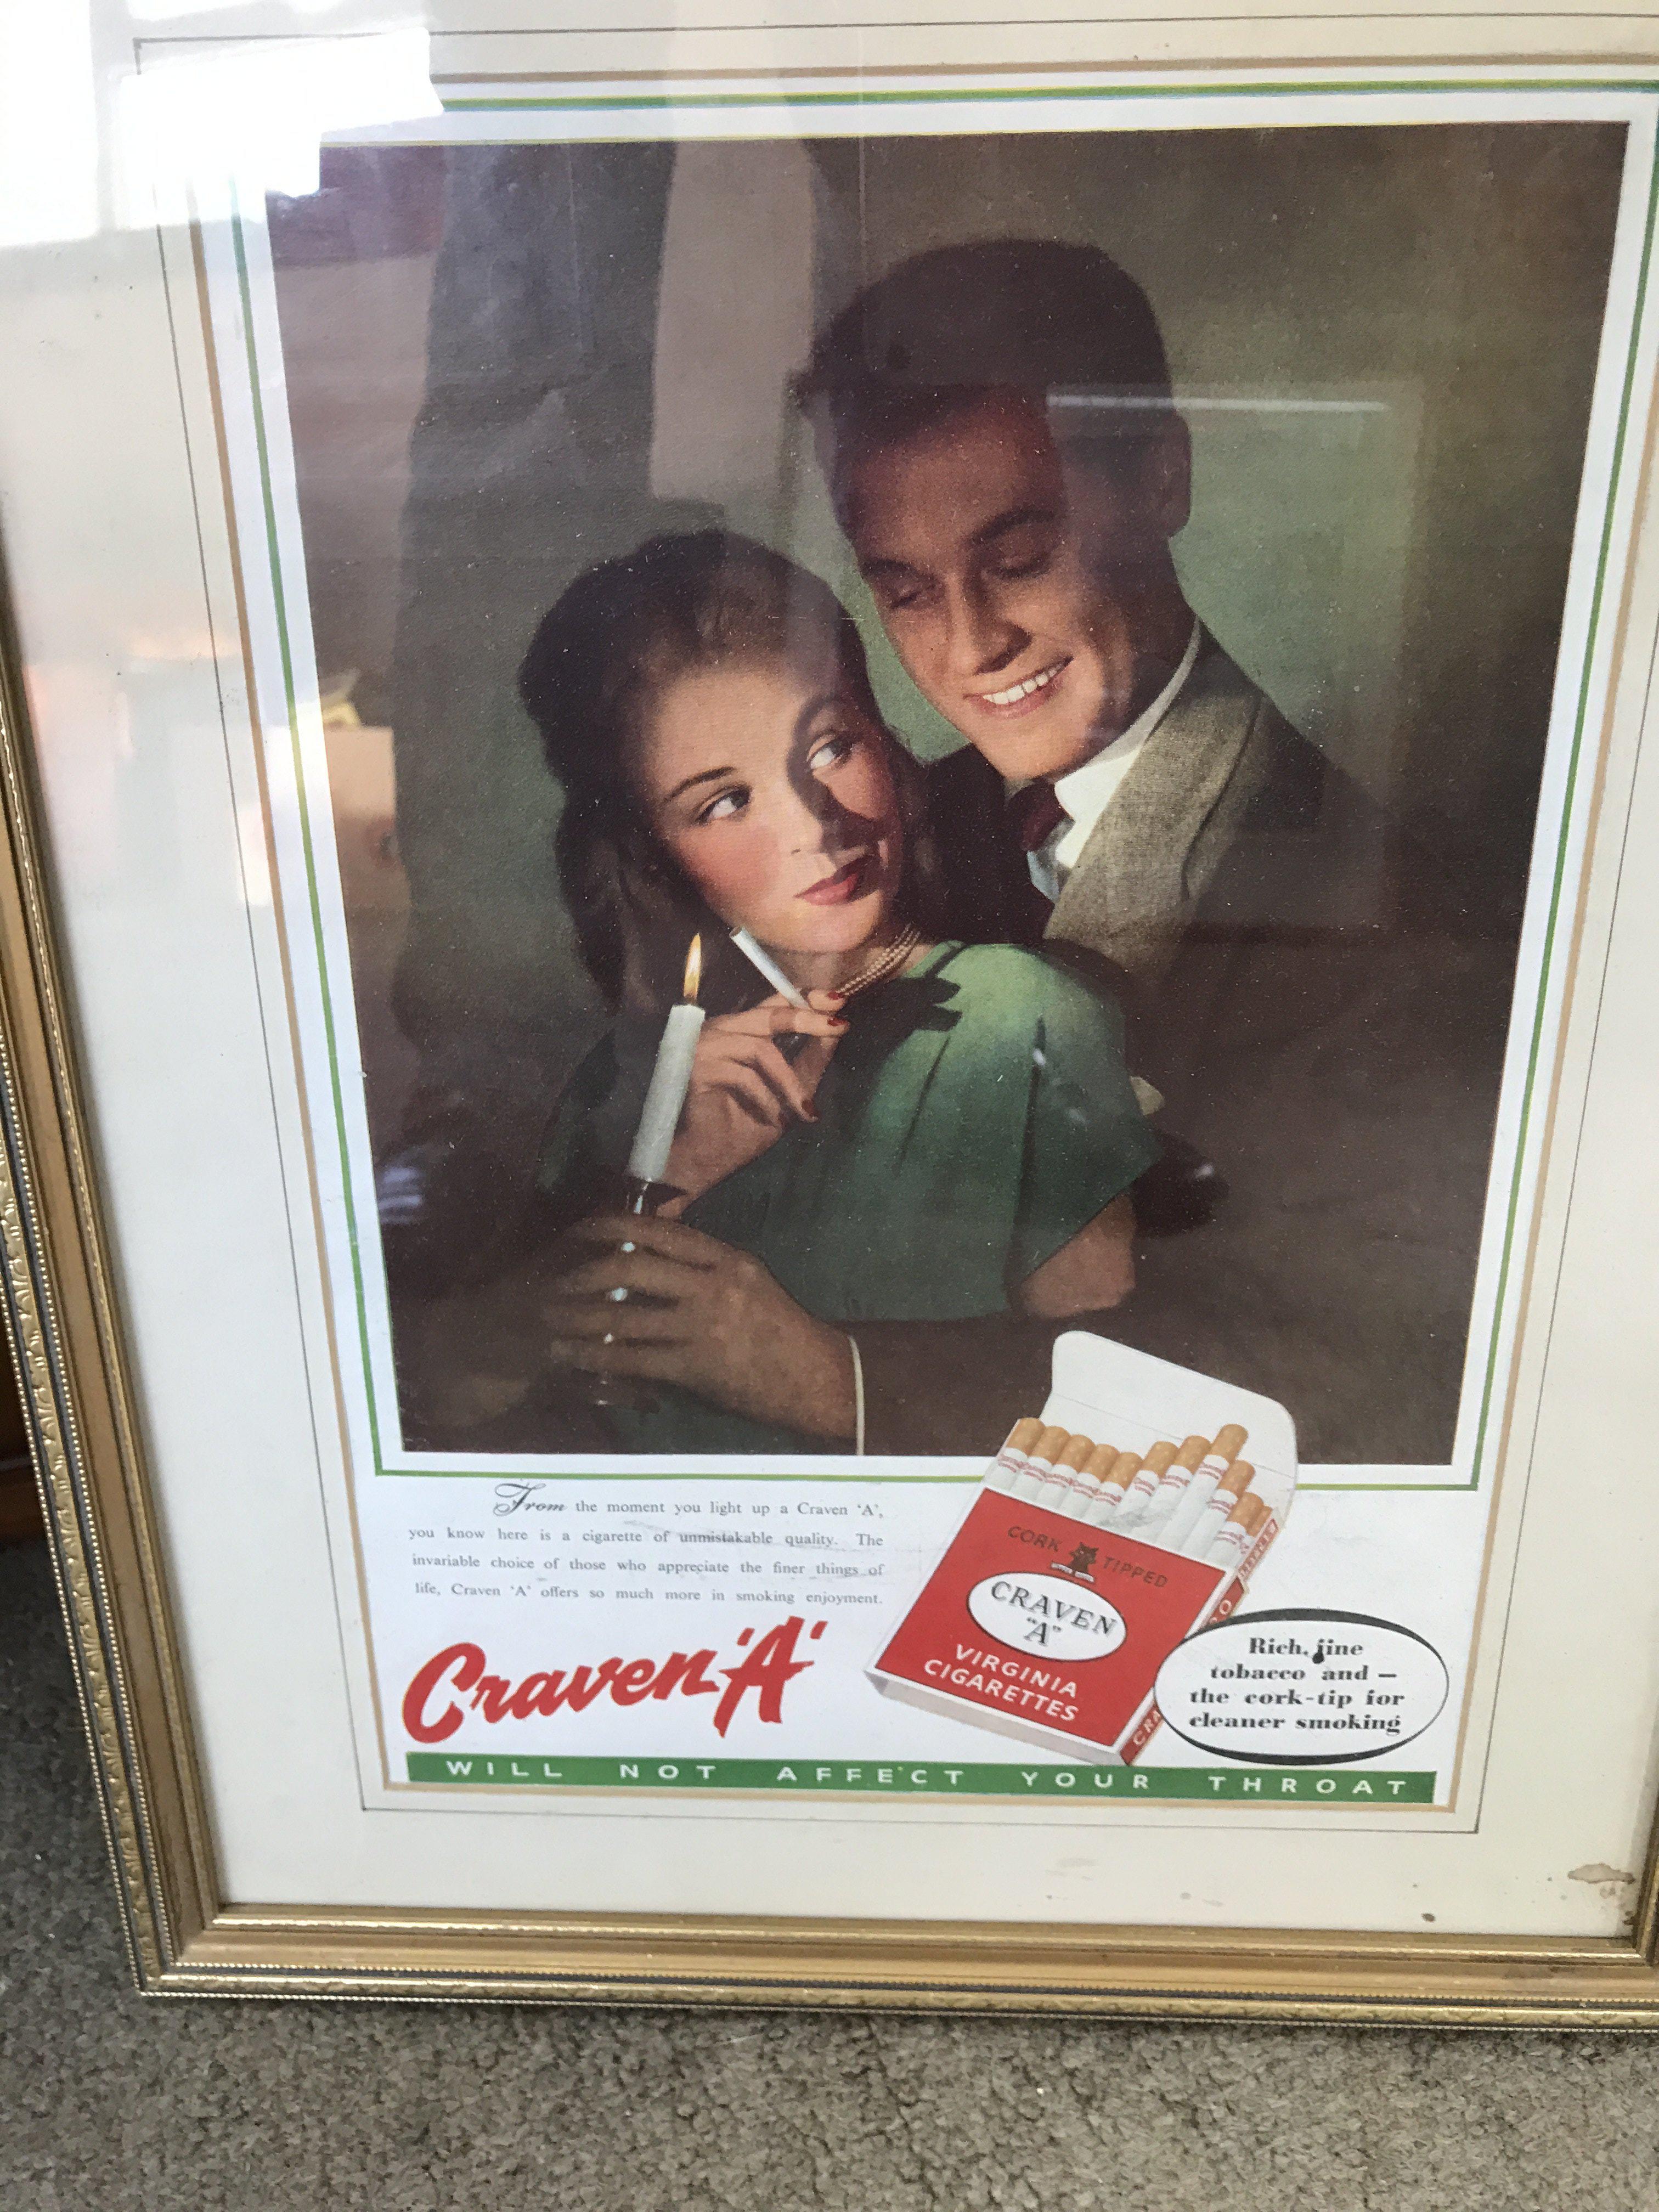 From the moment you light up a Craven 'A',
you know here is a cigarette of unmistakable quality. The
invariable choice of those who appreciate the finer things of
life, Craven 'A' offers so much more in smoking enjoyment.
Craven 'A'
WILL NOT AFFECT YOUR THROAT
CORK TIPPED
CRAVEN
"A"
VIRGINIA
CIGARETTES
CRA
Rich, fine
tobacco and —
the cork-tip for
cleaner smoking